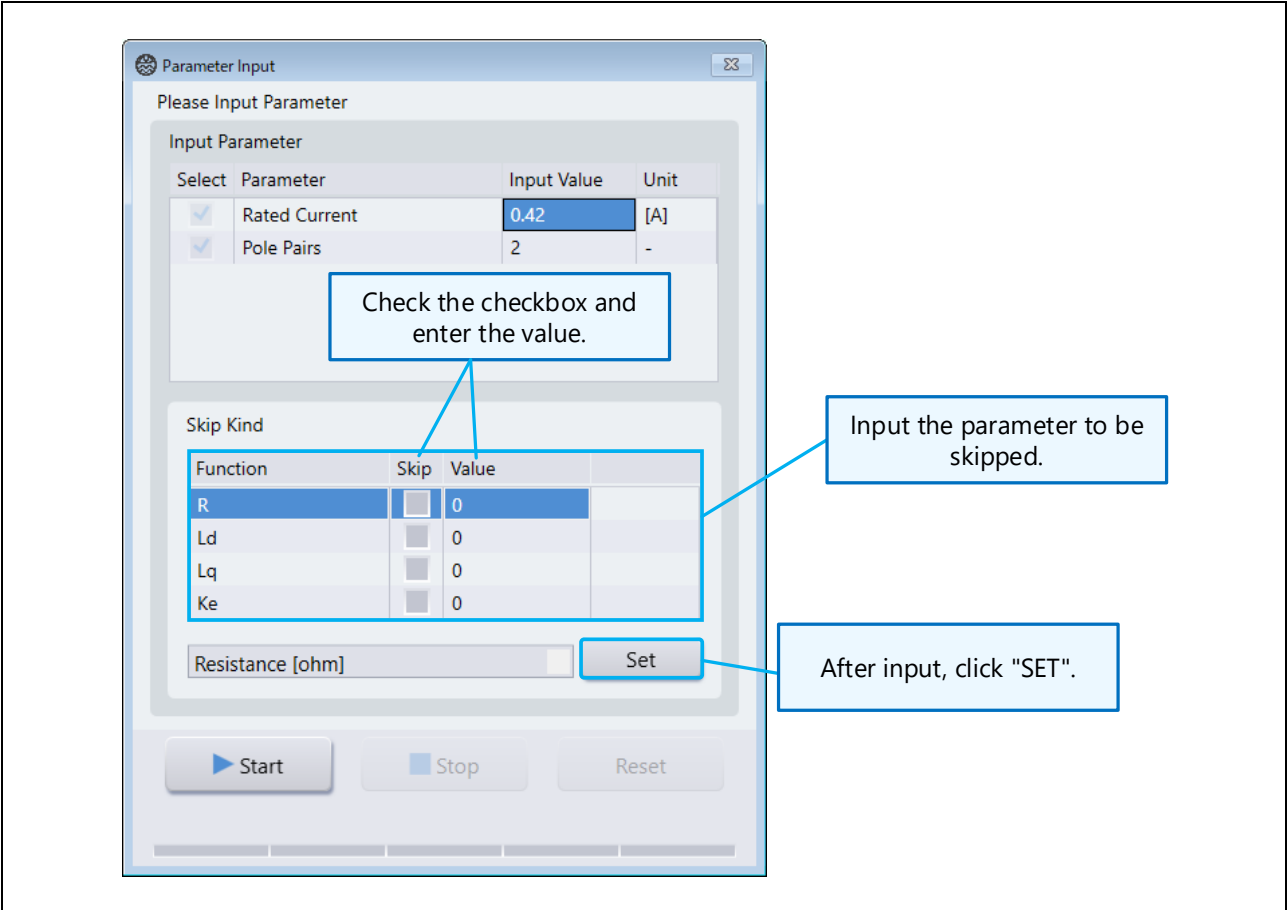 Parameter Input
Please Input Parameter
Input Parameter
Select Parameter Input Value Unit
Rated Current 0.42 [A]
Pole Pairs 2 -
Check the checkbox and
enter the value.
Skip Kind
Function Skip Value
R 0
Ld 0
Lq 0
Ke 0
Input the parameter to be
skipped.
Resistance [ohm] Set
After input, click "SET".
Start Stop Reset